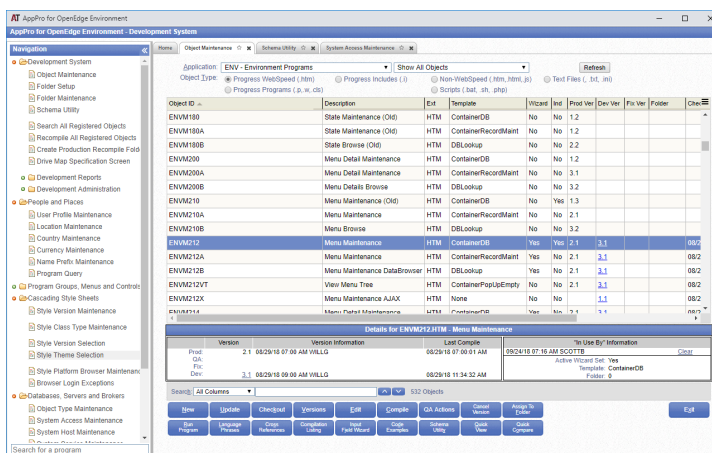 AppPro for OpenEdge Environment
AppPro for OpenEdge Environment - Development System
Navigation
Development System
Object Maintenance
Folder Setup
Folder Maintenance
Schema Utility
Search All Registered Objects
Recompile All Registered Objects
Create Production Recompile Fold
Drive Map Specification Screen
Development Reports
Development Administration
People and Places
User Profile Maintenance
Location Maintenance
Country Maintenance
Currency Maintenance
Name Prefix Maintenance
Program Query
Program Groups, Menus and Controls
Cascading Style Sheets
Style Version Maintenance
Style Class Type Maintenance
Style Version Selection
Style Theme Selection
Style Platform Browser Maintenanc
Browser Login Exceptions
Databases, Servers and Brokers
Object Type Maintenance
System Access Maintenance
System Host Maintenance
System Service Maintenance
Search for a program
Home Object Maintenance Schema Utility System Access Maintenance
Application: ENV - Environment Programs Show All Objects Refresh
Object Type: Progress WebSpeed (.htm) Progress Includes (.i) Non-WebSpeed (.htm, html, js) Text Files (, .txt, .ini)
Progress Programs (.p, w, cls) Scripts (.bat, .sh, .php)
Object ID Description Ext Template Wizard Ind Prod Ver Dev Ver Fix Ver Folder Chec
ENVM180 State Maintenance (Old) HTM ContainerDB No No 1.2
ENVM180A State Maintenance (Old) HTM ContainerRecordMaint No No 1.2
ENVM180B State Browse (Old) HTM DBLookup No No 2.2
ENVM200 Menu Detail Maintenance HTM ContainerDB No No 1.2
ENVM200A Menu Detail Maintenance HTM ContainerRecordMaint No No 3.1
ENVM200B Menu Details Browse HTM DBLookup No No 3.2
ENVM210 Menu Maintenance (Old) HTM ContainerDB No Yes 1.3
ENVM210A Menu Maintenance HTM ContainerRecordMaint No No 2.1
ENVM210B Menu Browse HTM DBLookup No No 3.2
ENVM212 Menu Maintenance HTM ContainerDB Yes Yes 2.1 3.1 08/2
ENVM212A Menu Maintenance HTM ContainerRecordMaint Yes Yes 2.1 3.1 08/2
ENVM212B Menu Maintenance DataBrowser HTM DBLookup Yes Yes 2.1 3.1 08/2
ENVM212VT View Menu Tree HTM ContainerPopUpEmpty No No 2.1 3.1 08/2
ENVM212X Menu Maintenance AJAX HTM None No No 1.1 08/2
ENVM214 Menu Detail Maintenance HTM ContainerDB Yes No 2.1 3.1 08/2
Details for ENVM212.HTM - Menu Maintenance
Version Version Information Last Compile "In Use By" Information
Prod: 2.1 08/29/18 07:00 AM WILLG 08/29/18 07:00:01 AM 09/24/18 07:16 AM SCOTTB Clear
QA: Active Wizard Set: Yes
Fix: Template: ContainerDB
Dev: 3.1 08/29/18 09:00 AM WILLG 08/29/18 11:34:32 AM Folder: 0
Search: All Columns 532 Objects
New Update Checkout Versions Edit Compile QA Actions Cancel Version Assign To Folder Exit
Run Program Language Phrases Cross References Compilation Listing Input Field Wizard Code Examples Schema Utility Quick View Quick Compare